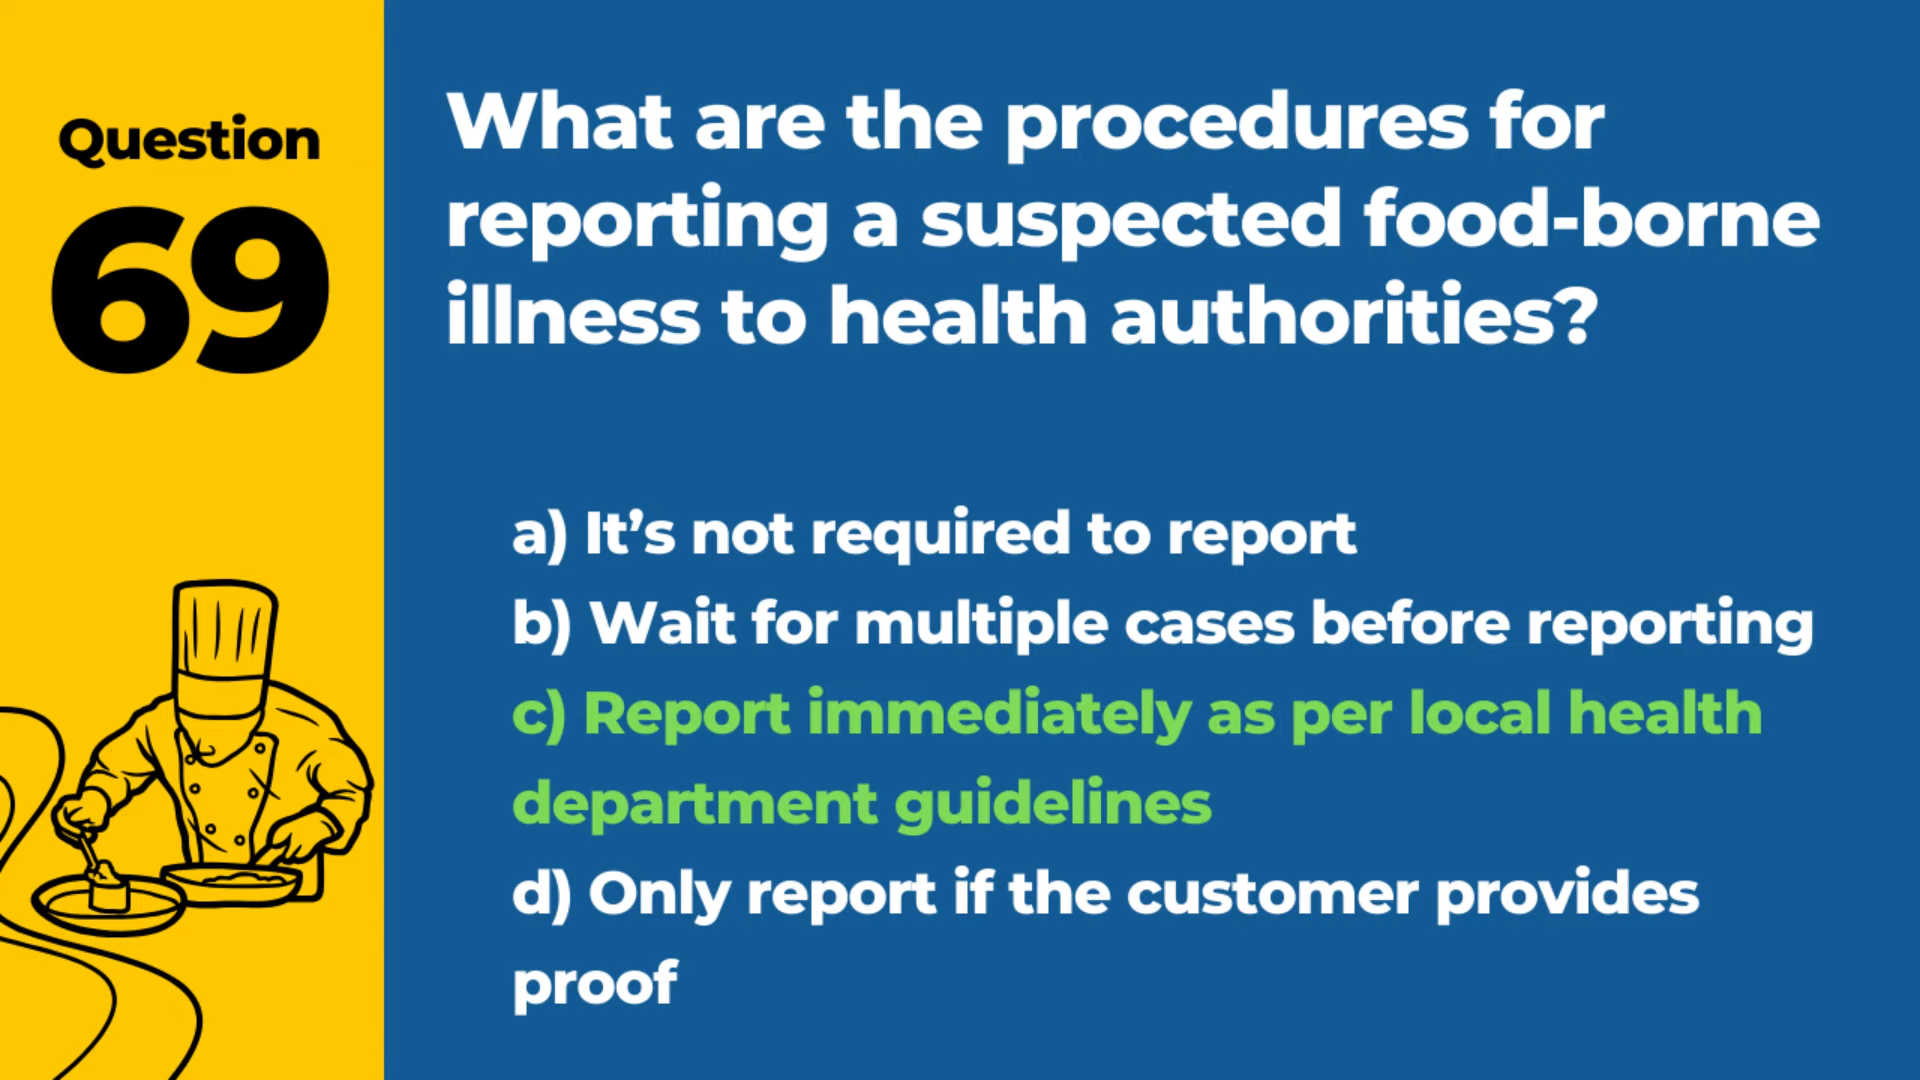 Question
69
What are the procedures for
reporting a suspected food-borne
illness to health authorities?
a) It’s not required to report
b) Wait for multiple cases before reporting
c) Report immediately as per local health
department guidelines
d) Only report if the customer provides
proof